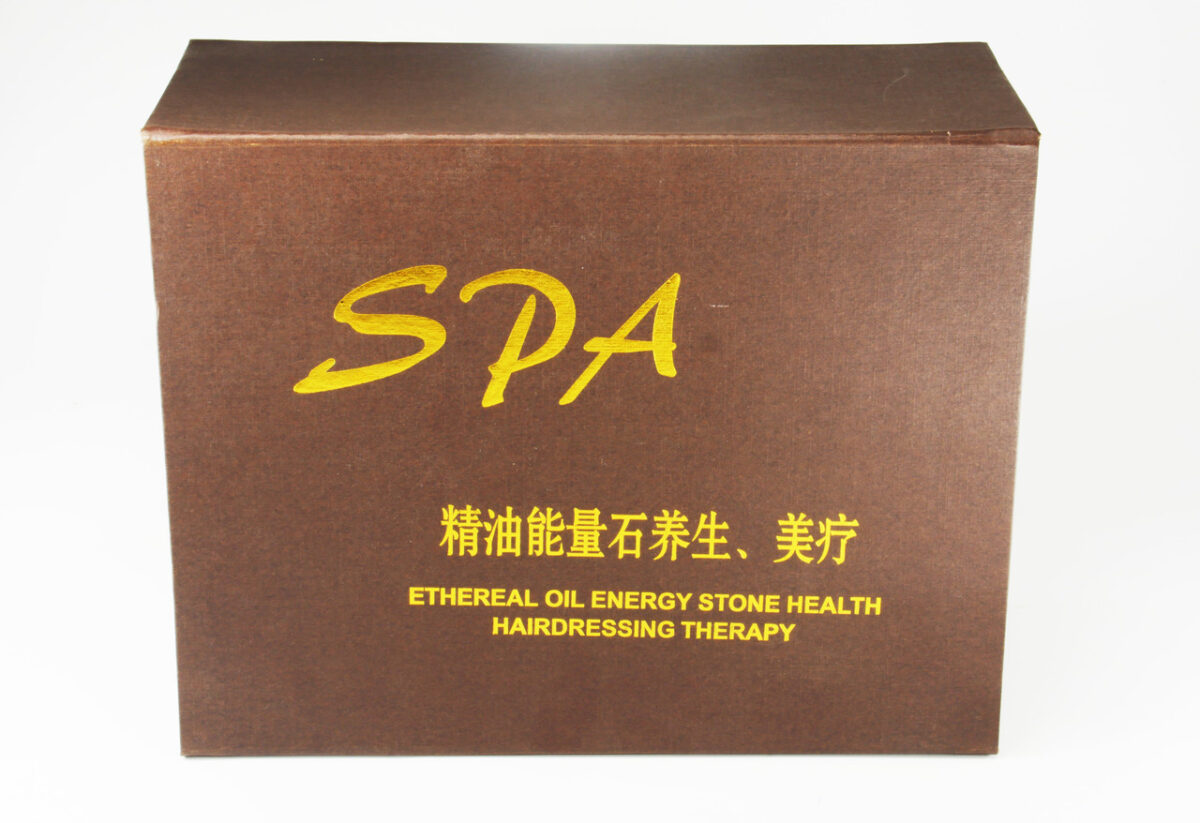 SPA
精油能量石养生、美疗
ETHEREAL OIL ENERGY STONE HEALTH
HAIRDRESSING THERAPY